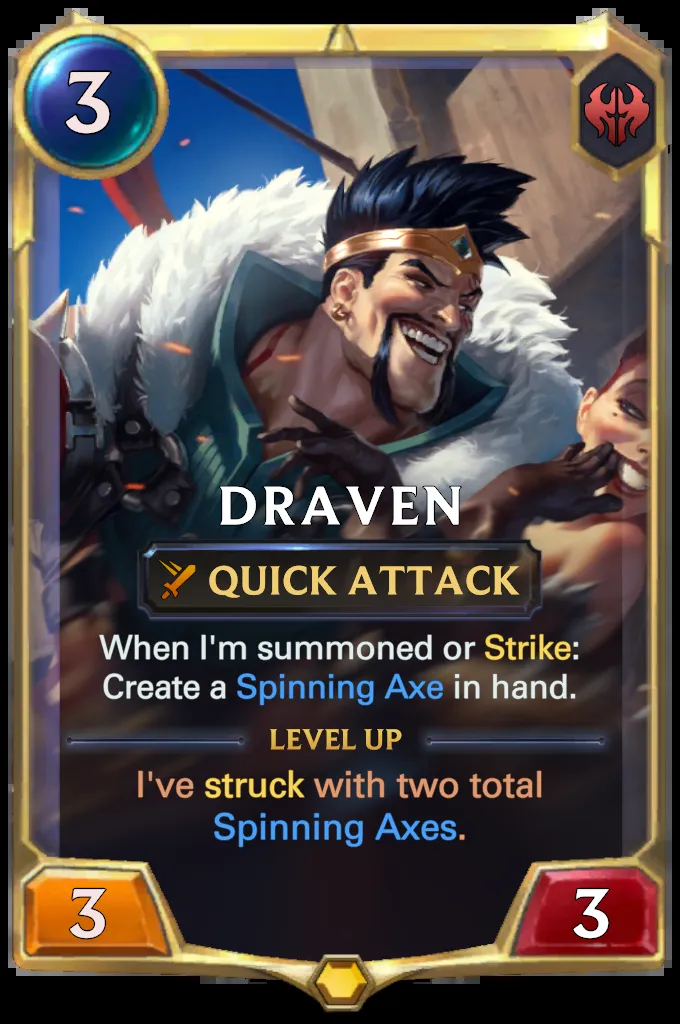 3
DRAVEN
QUICK ATTACK
When I'm summoned or Strike:
Create a Spinning Axe in hand.
LEVEL UP
I've struck with two total
Spinning Axes.
3
3